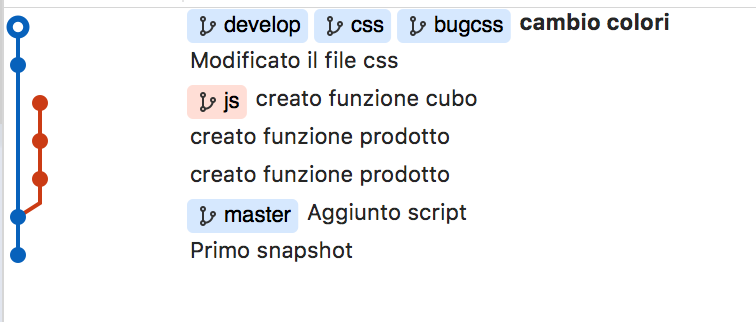 develop css bugcss cambio colori
Modificato il file css
js creato funzione cubo
creato funzione prodotto
creato funzione prodotto
master Aggiunto script
Primo snapshot